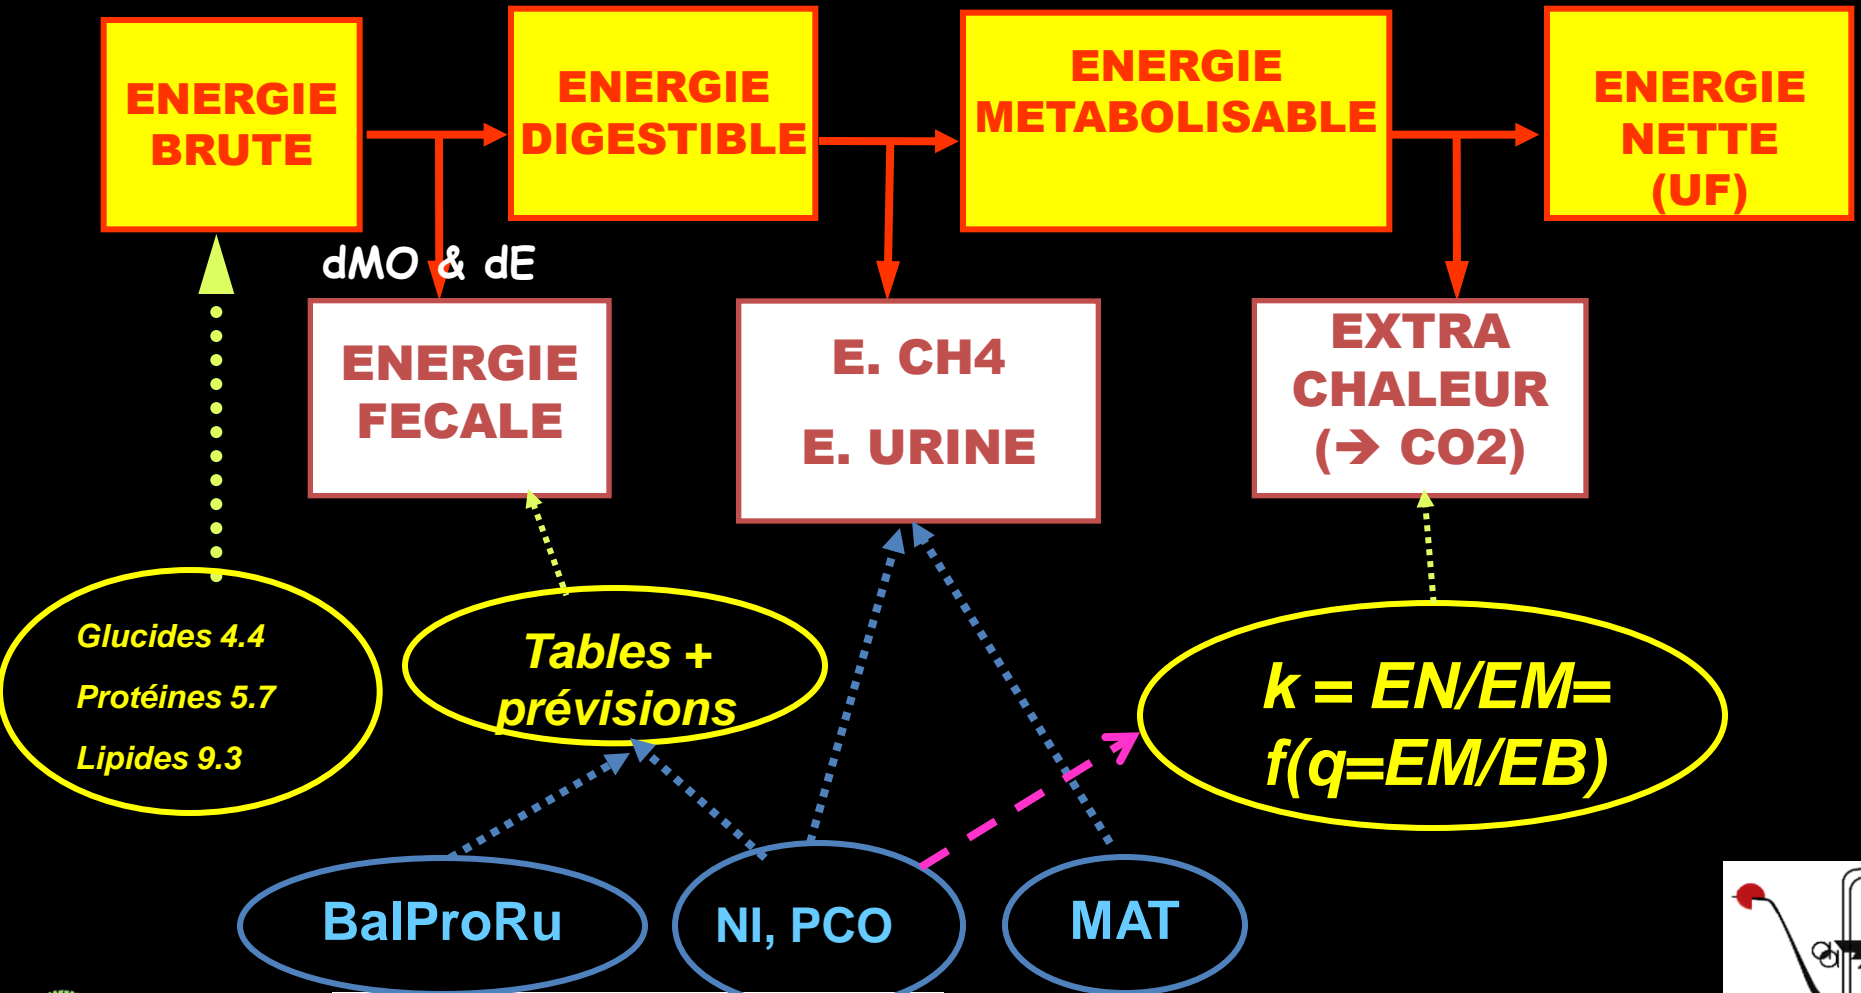 ENERGIE
BRUTE
ENERGIE
DIGESTIBLE
ENERGIE
METABOLISABLE
ENERGIE
NETTE
(UF)
dMO & dE
ENERGIE
FECALE
E. CH4
E. URINE
EXTRA
CHALEUR
(➔ CO2)
Glucides 4.4
Protéines 5.7
Lipides 9.3
Tables +
prévisions
k = EN/EM=
f(q=EM/EB)
BalProRu
NI, PCO
MAT